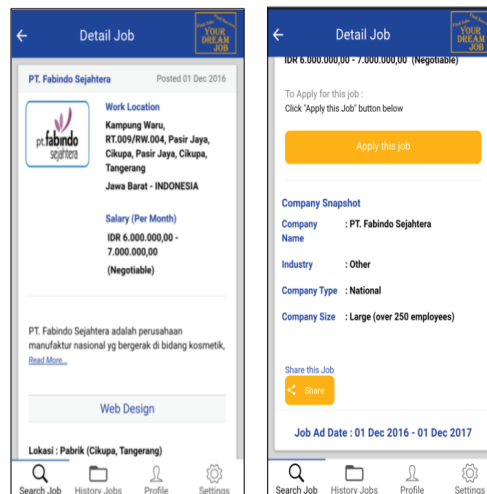 Detail Job
YOUR
DREAM
JOB
PT. Fabindo Sejahtera
Posted 01 Dec 2016
pt.fabindo
sejahtera
Work Location
Kampung Waru,
RT.009/RW.004, Pasir Jaya,
Cikupa, Pasir Jaya, Cikupa,
Tangerang
Jawa Barat - INDONESIA
Salary (Per Month)
IDR 6.000.000,00 -
7.000.000,00
(Negotiable)
PT. Fabindo Sejahtera adalah perusahaan
manufaktur nasional yg bergerak di bidang kosmetik,
Read More...
Web Design
Lokasi : Pabrik (Cikupa, Tangerang)
Search Job History Jobs Profile Settings
Detail Job
YOUR
DREAM
JOB
IDR 6.000.000,00 - 7.000.000,00 (Negotiable)
To Apply for this job :
Click "Apply this Job" button below
Apply this job
Company Snapshot
Company : PT. Fabindo Sejahtera
Name
Industry : Other
Company Type : National
Company Size : Large (over 250 employees)
Share this Job
Share
Job Ad Date : 01 Dec 2016 - 01 Dec 2017
Search Job History Jobs Profile Settings